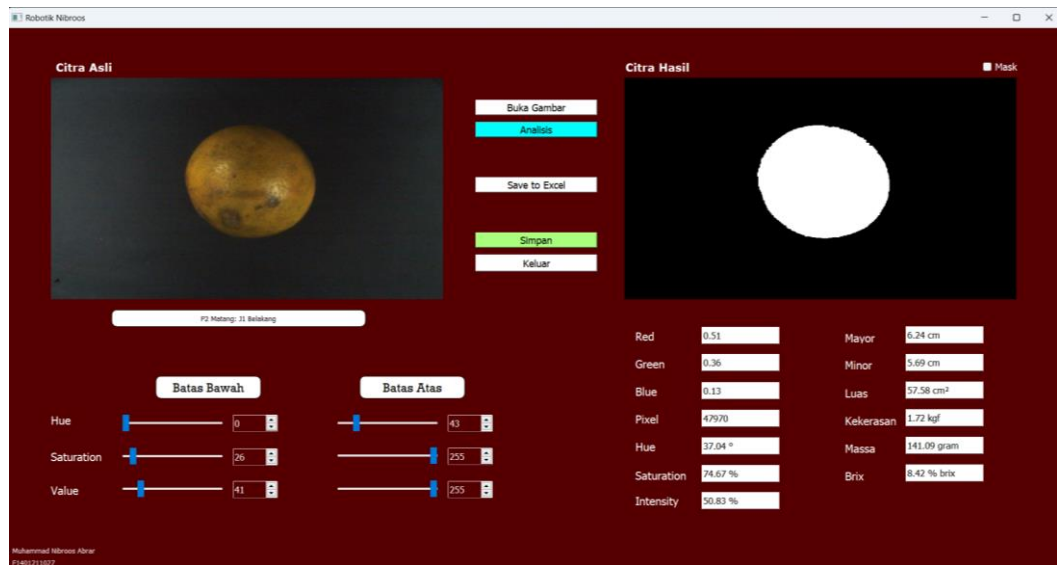 Robotik Nibroos
Citra Asli
Citra Hasil
Mask
Buka Gambar
Analisis
Save to Excel
Simpan
Keluar
P2 Matang: J1 Belakang
Batas Bawah
Batas Atas
Hue
0
43
Saturation
26
255
Value
41
255
Red
0.51
Green
0.36
Blue
0.13
Pixel
47970
Hue
37.04 °
Saturation
74.67 %
Intensity
50.83 %
Mayor
6.24 cm
Minor
5.69 cm
Luas
57.58 cm²
Kekerasan
1.72 kgf
Massa
141.09 gram
Brix
8.42 % brix
Muhammad Nibroos Abrar
F1401211027